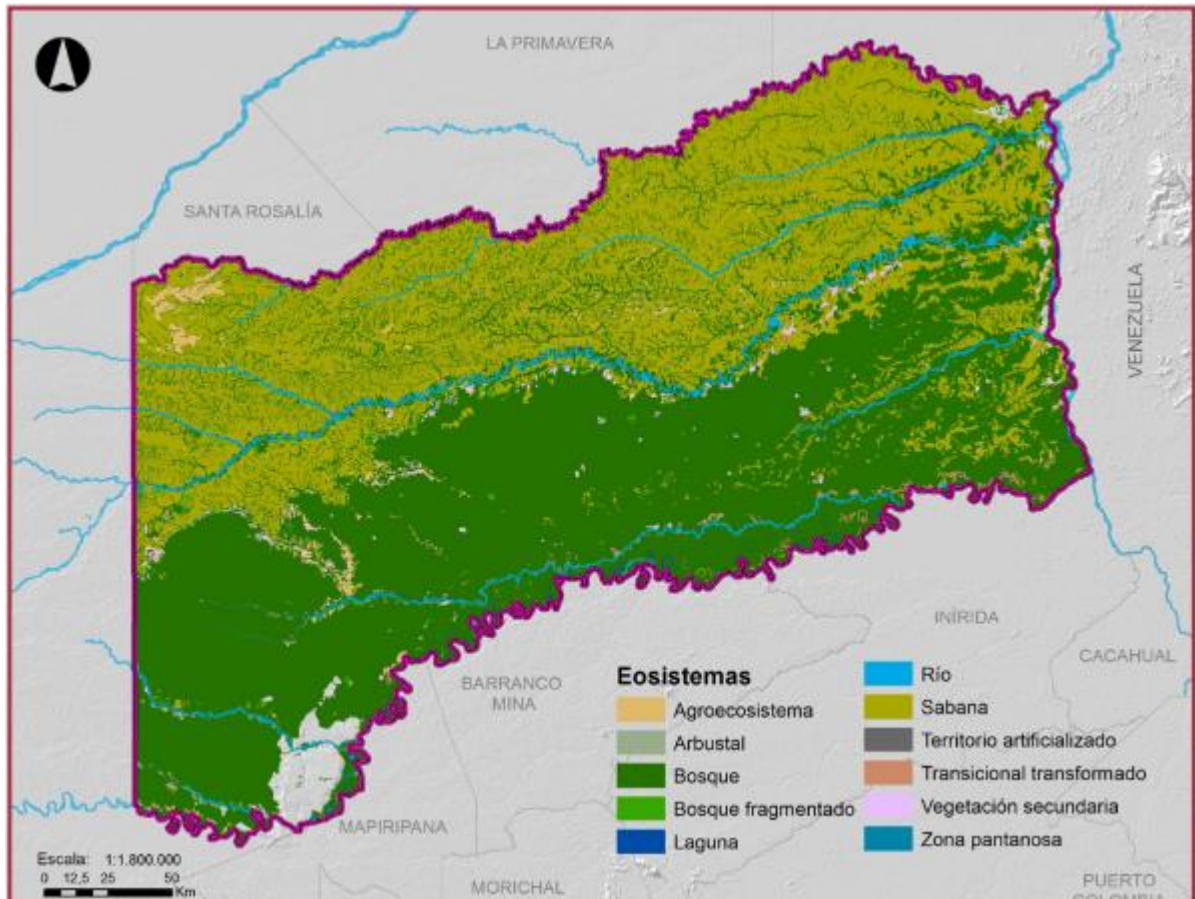 LA PRIMAVERA
SANTA ROSALÍA
VENEZUELA
INÍRIDA
CACAHUAL
BARRANCO
MINA
MAPIRIPANA
MORICHAL
PUERTO
COLOMBIA
Eosistemas
Agroecosistema
Arbustal
Bosque
Bosque fragmentado
Laguna
Río
Sabana
Territorio artificializado
Transicional transformado
Vegetación secundaria
Zona pantanosa
Escala: 1:1.800.000
0 12,5 25 50
Km